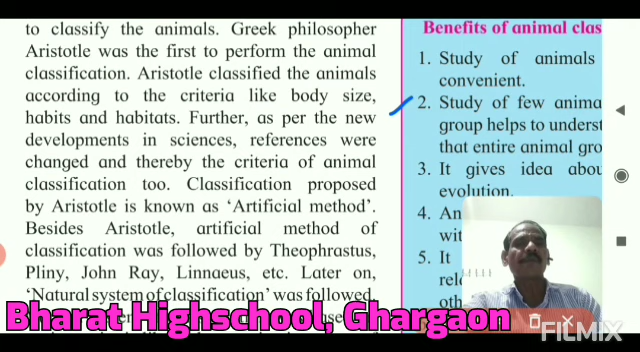 to classify the animals. Greek philosopher
Aristotle was the first to perform the animal
classification. Aristotle classified the animals
according to the criteria like body size,
habits and habitats. Further, as per the new
developments in sciences, references were
changed and thereby the criteria of animal
classification too. Classification proposed
by Aristotle is known as ‘Artificial method’.
Besides Aristotle, artificial method of
classification was followed by Theophrastus,
Pliny, John Ray, Linnaeus, etc. Later on,
‘Natural system of classification’ was followed.
Benefits of animal clas
1. Study of animals
convenient.
2. Study of few anima
group helps to underst
that entire animal gro
3. It gives idea abou
evolution.
4. An
wit
5. It
rela
oth
Bharat Highschool, Ghargaon
FILMIX